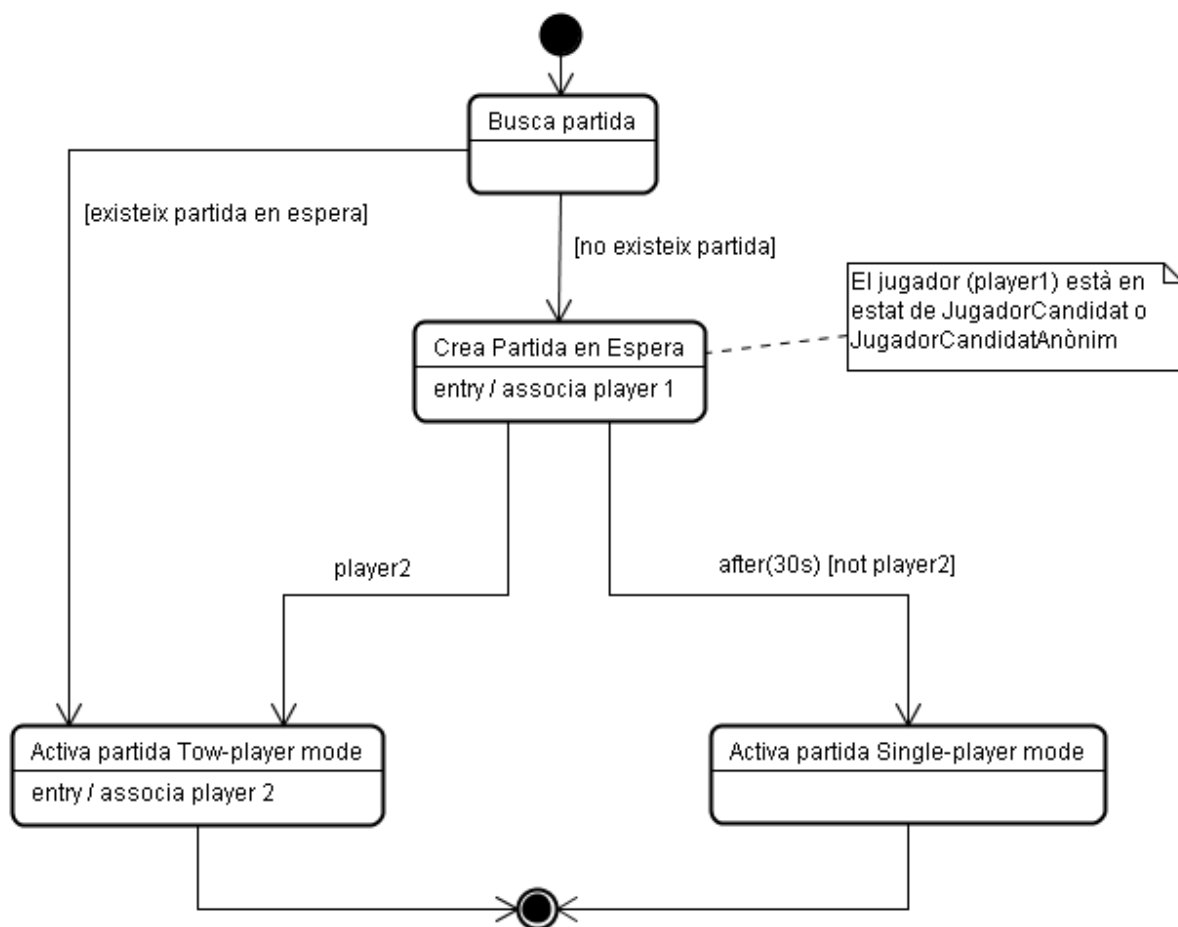 Busca partida
[existeix partida en espera]
[no existeix partida]
El jugador (player1) està en
estat de JugadorCandidat o
JugadorCandidatAnònim
Crea Partida en Espera
entry / associa player 1
player2
after(30s) [not player2]
Activa partida Tow-player mode
entry / associa player 2
Activa partida Single-player mode